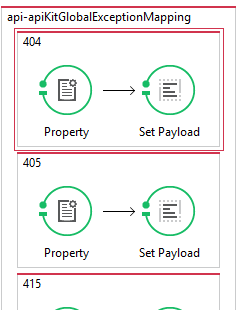 api-apiKitGlobalExceptionMapping
404
Property Set Payload
405
Property Set Payload
415